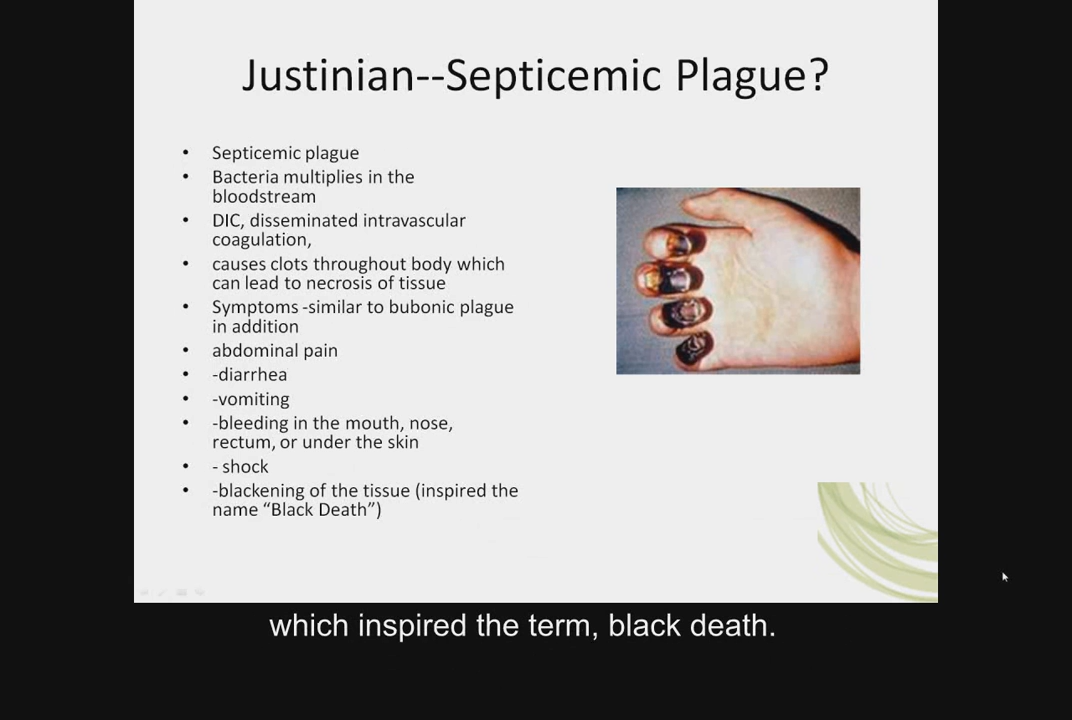 Justinian--Septicemic Plague?
• Septicemic plague
• Bacteria multiplies in the
bloodstream
• DIC, disseminated intravascular
coagulation,
• causes clots throughout body which
can lead to necrosis of tissue
• Symptoms -similar to bubonic plague
in addition
• abdominal pain
• -diarrhea
• -vomiting
• -bleeding in the mouth, nose,
rectum, or under the skin
• - shock
• -blackening of the tissue (inspired the
name “Black Death”)
which inspired the term, black death.